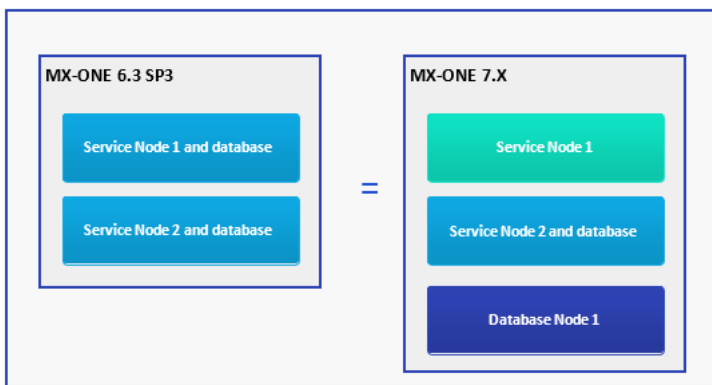 MX-ONE 6.3 SP3
Service Node 1 and database
Service Node 2 and database
=
MX-ONE 7.X
Service Node 1
Service Node 2 and database
Database Node 1